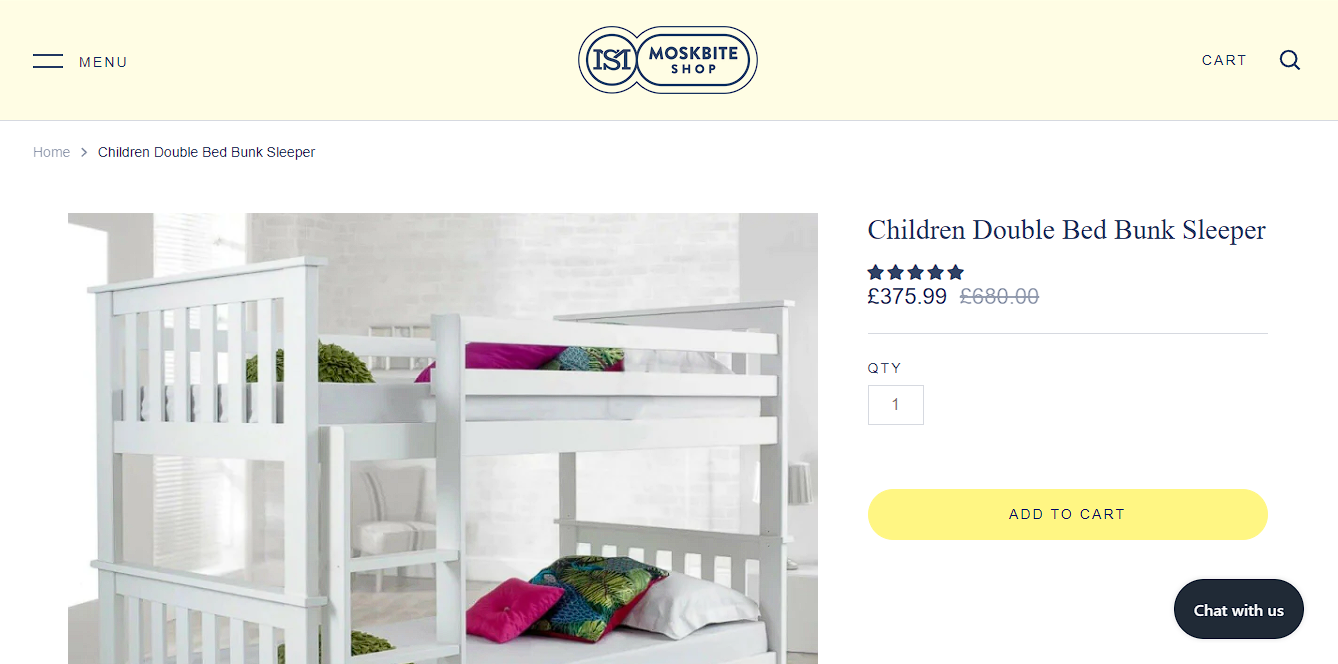 MENU
MS
MOSKBITE
SHOP
CART
Home > Children Double Bed Bunk Sleeper
Children Double Bed Bunk Sleeper
£375.99 £680.00
QTY
1
ADD TO CART
Chat with us